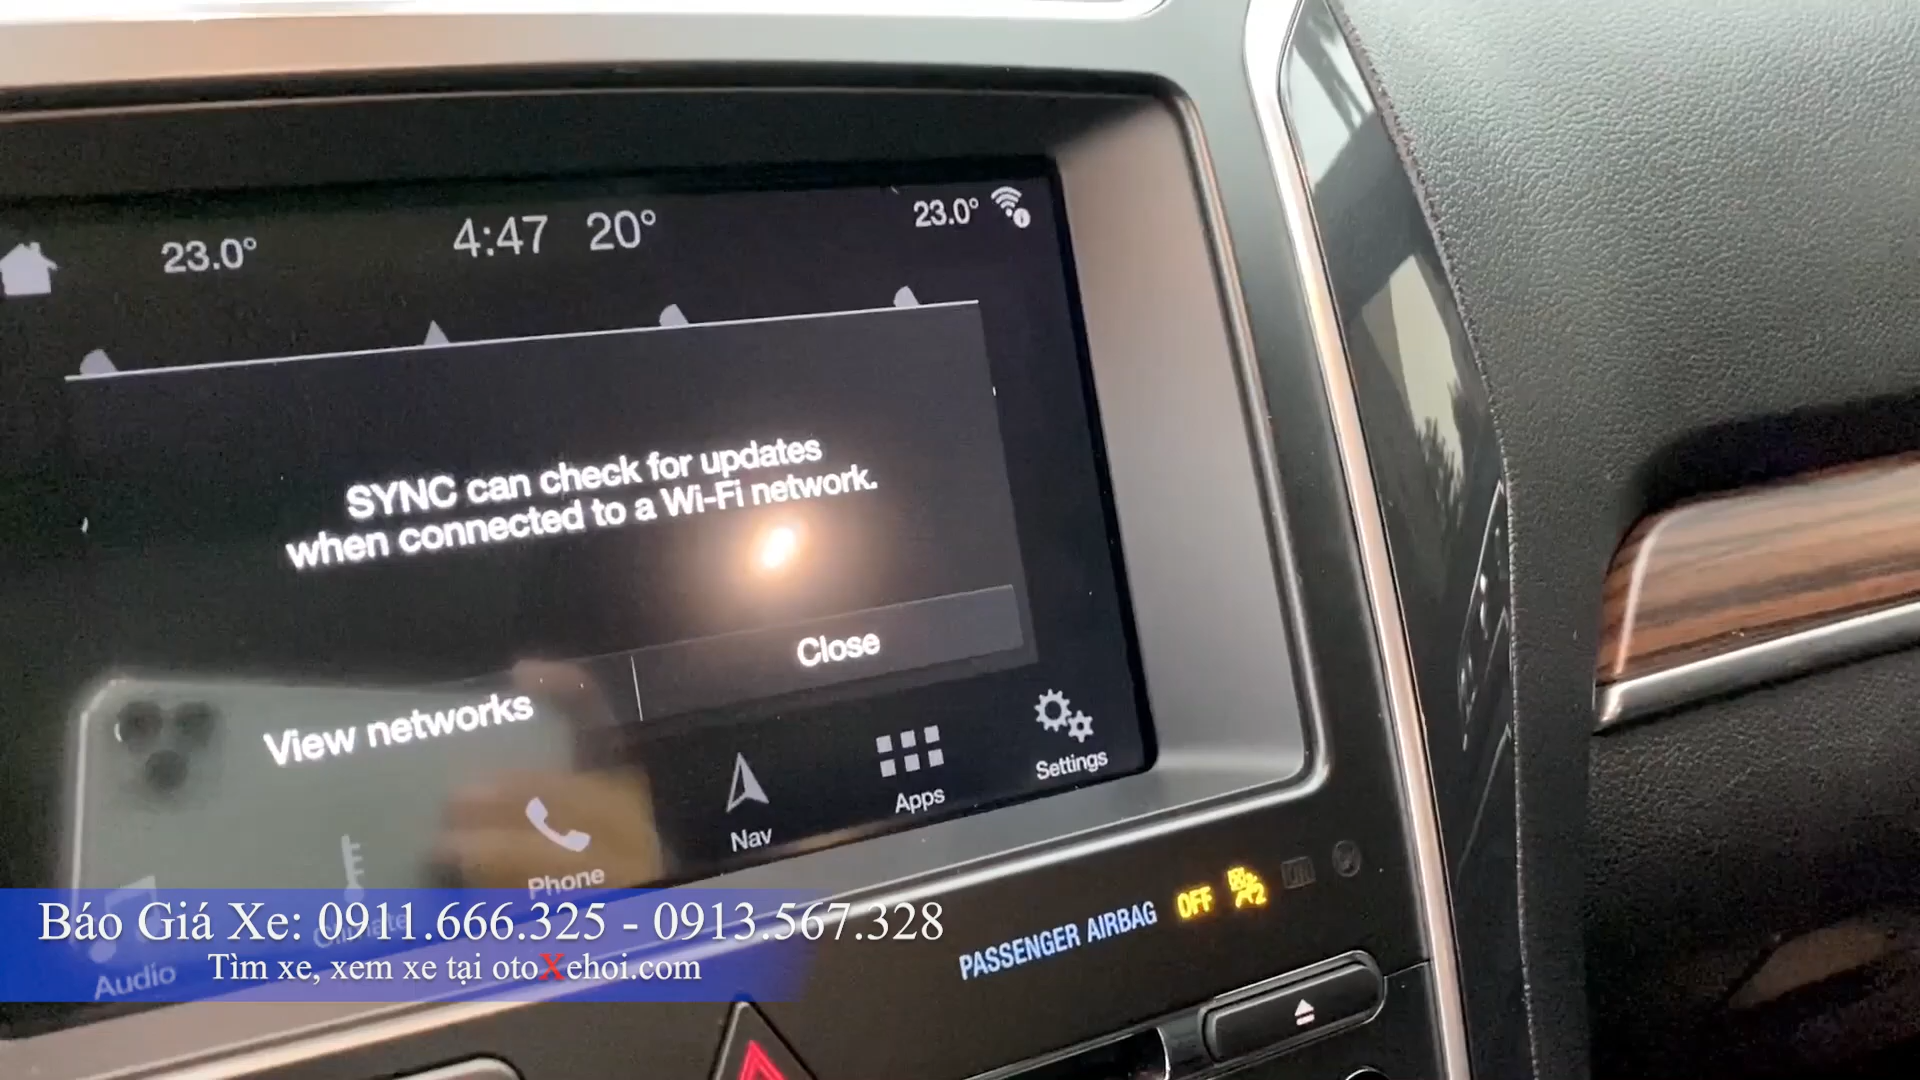 23.0° 4:47 20° 23.0°
SYNC can check for updates
when connected to a Wi-Fi network.
View networks Close
Audio Climate Phone Nav Apps Settings
PASSENGER AIRBAG OFF
Báo Giá Xe: 0911.666.325 - 0913.567.328
Tìm xe, xem xe tại otoXehoi.com